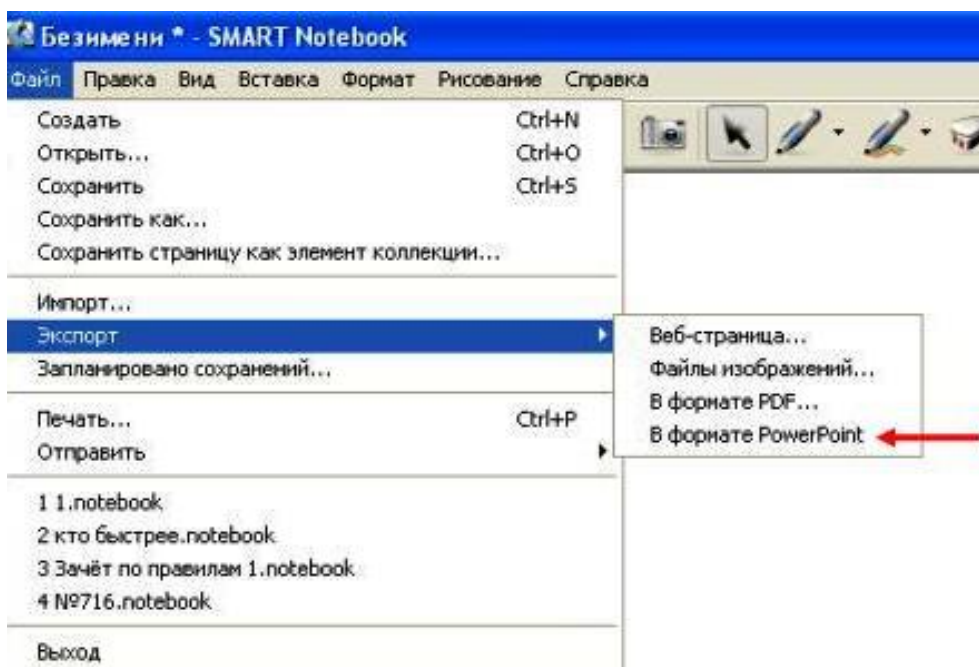 Безимени * - SMART Notebook
Файл Правка Вид Вставка Формат Рисование Справка
Создать Ctrl+N
Открыть... Ctrl+O
Сохранить Ctrl+S
Сохранить как...
Сохранить страницу как элемент коллекции...
Импорт...
Экспорт
Запланировано сохранений...
Печать... Ctrl+P
Отправить
1 1.notebook
2 кто быстрее.notebook
3 Зачёт по правилам 1.notebook
4 №716.notebook
Выход
Веб-страница...
Файлы изображений...
В формате PDF...
В формате PowerPoint